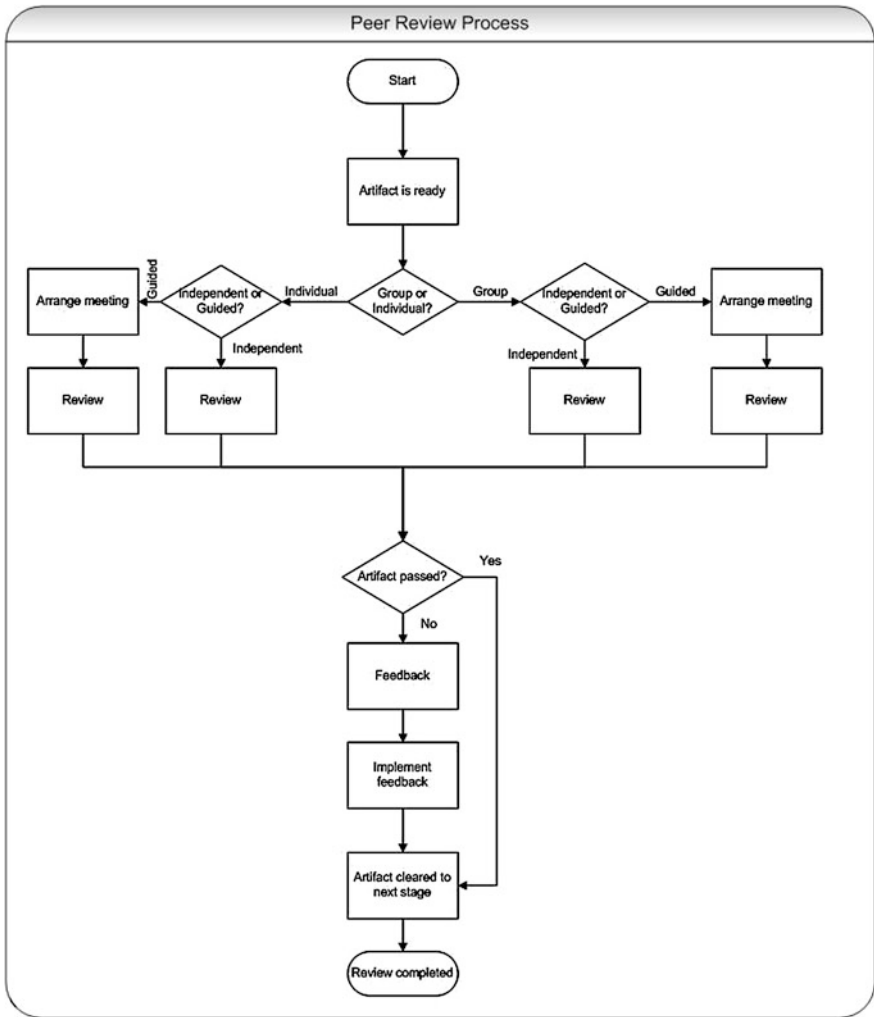 Peer Review Process
Start
Artifact is ready
Guided
Arrange meeting
Independent or
Guided?
Individual
Group or
Individual?
Group
Independent or
Guided?
Guided
Arrange meeting
Independent
Independent
Review
Review
Review
Review
Artifact passed?
Yes
No
Feedback
Implement
feedback
Artifact cleared to
next stage
Review completed